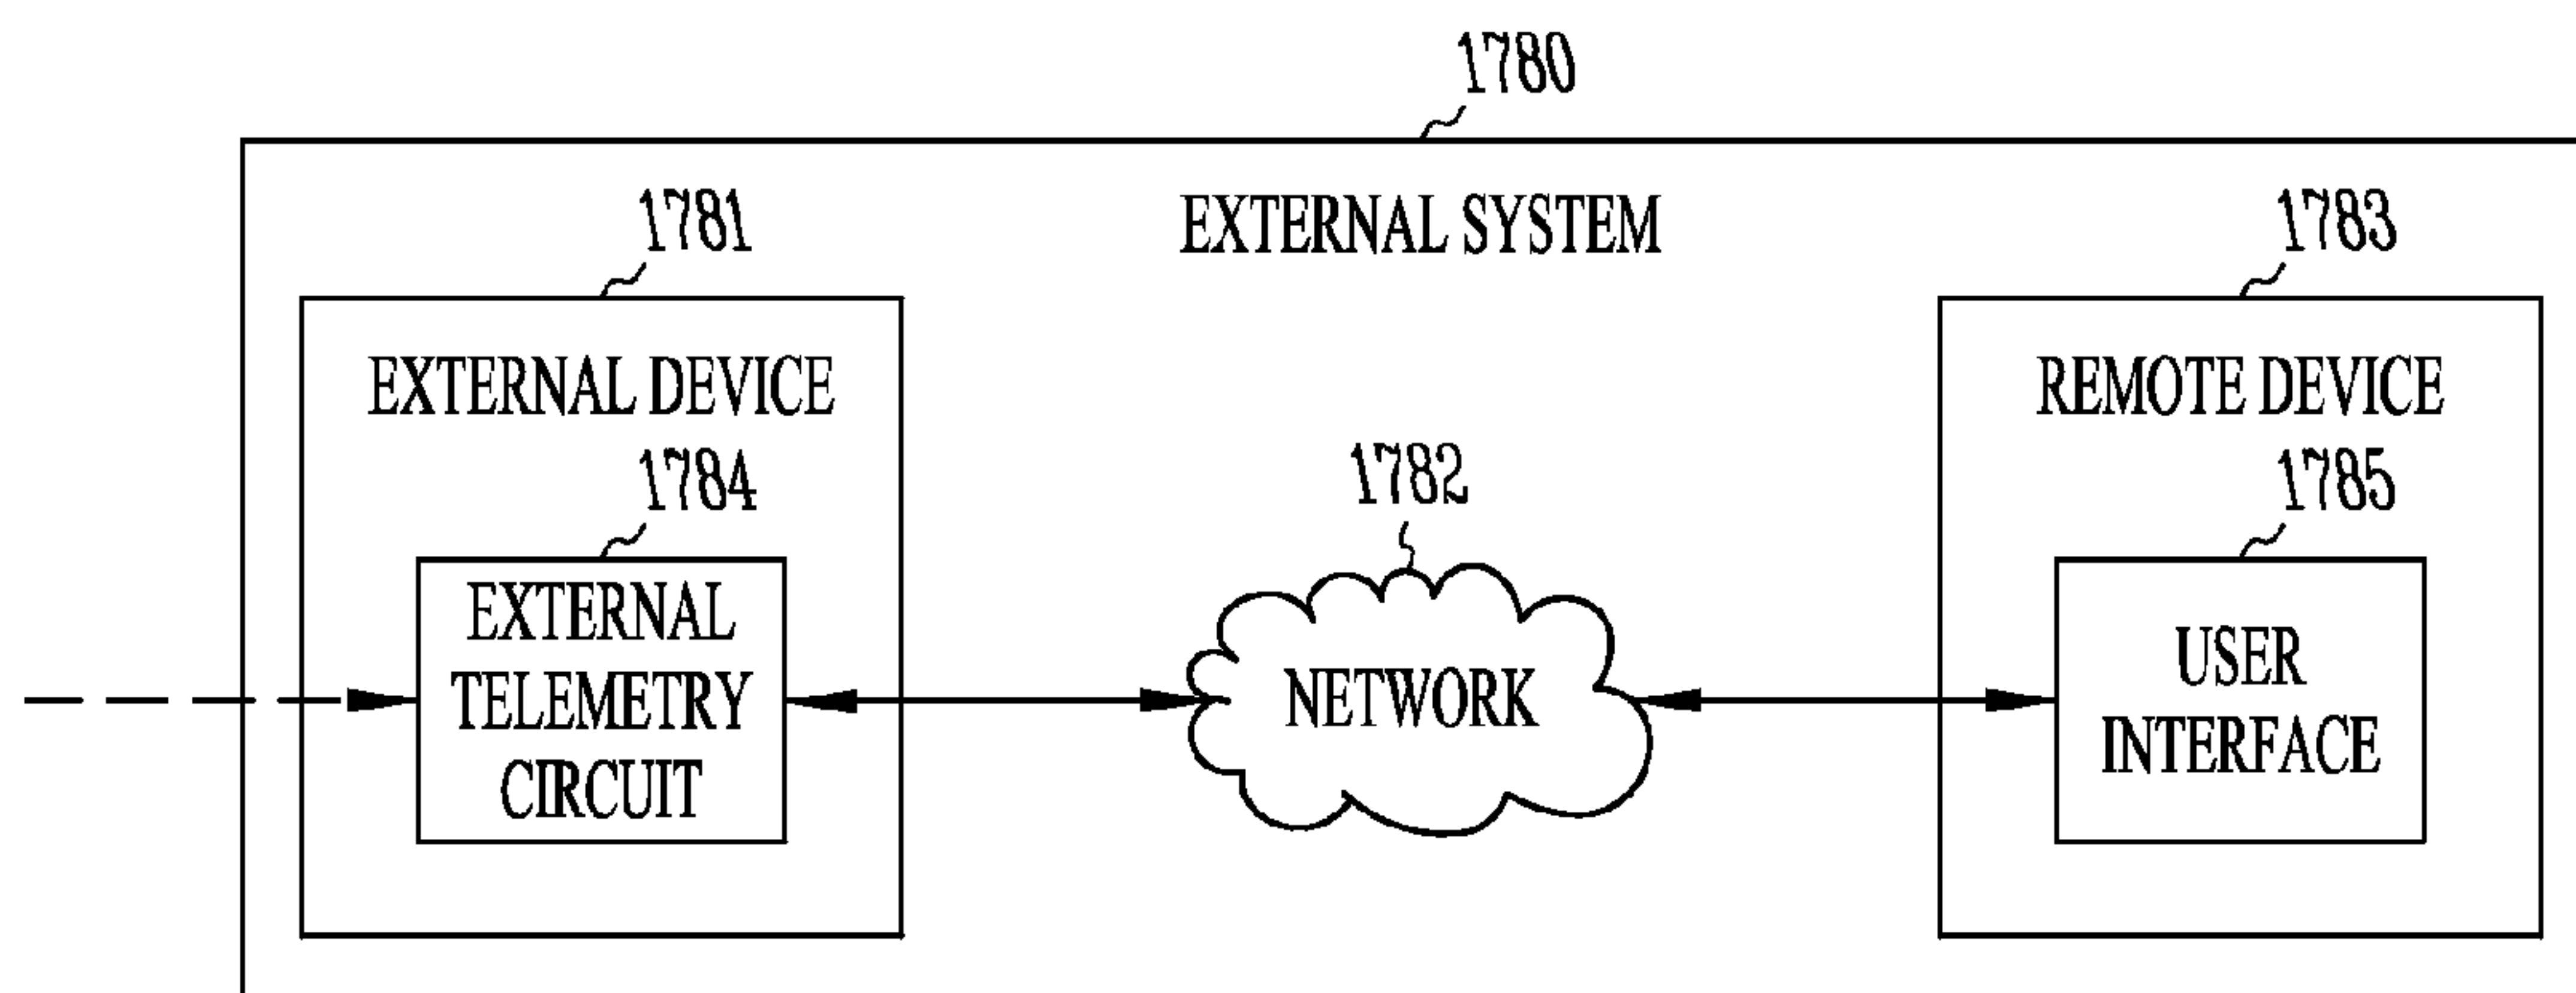 1780
EXTERNAL SYSTEM
1781
EXTERNAL DEVICE
1784
EXTERNAL
TELEMETRY
CIRCUIT
1782
NETWORK
1783
REMOTE DEVICE
1785
USER
INTERFACE